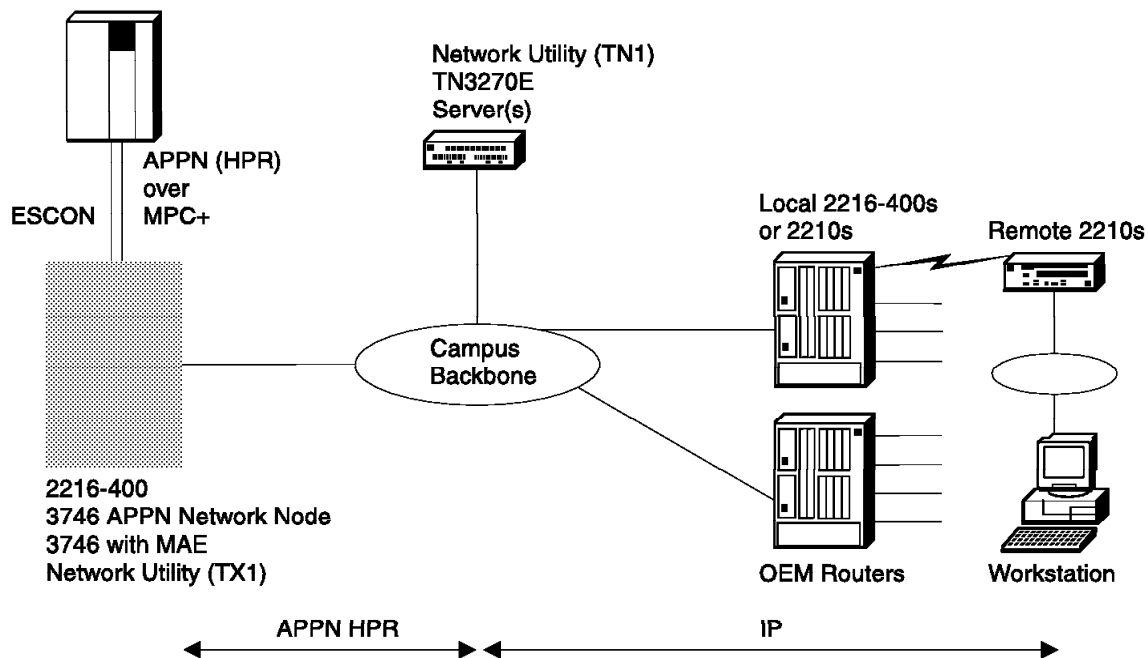 Network Utility (TN1)
TN3270E
Server(s)
APPN (HPR)
over
MPC+
ESCON
Local 2216-400s
or 2210s
Remote 2210s
Campus
Backbone
2216-400
3746 APPN Network Node
3746 with MAE
Network Utility (TX1)
OEM Routers
Workstation
APPN HPR
IP